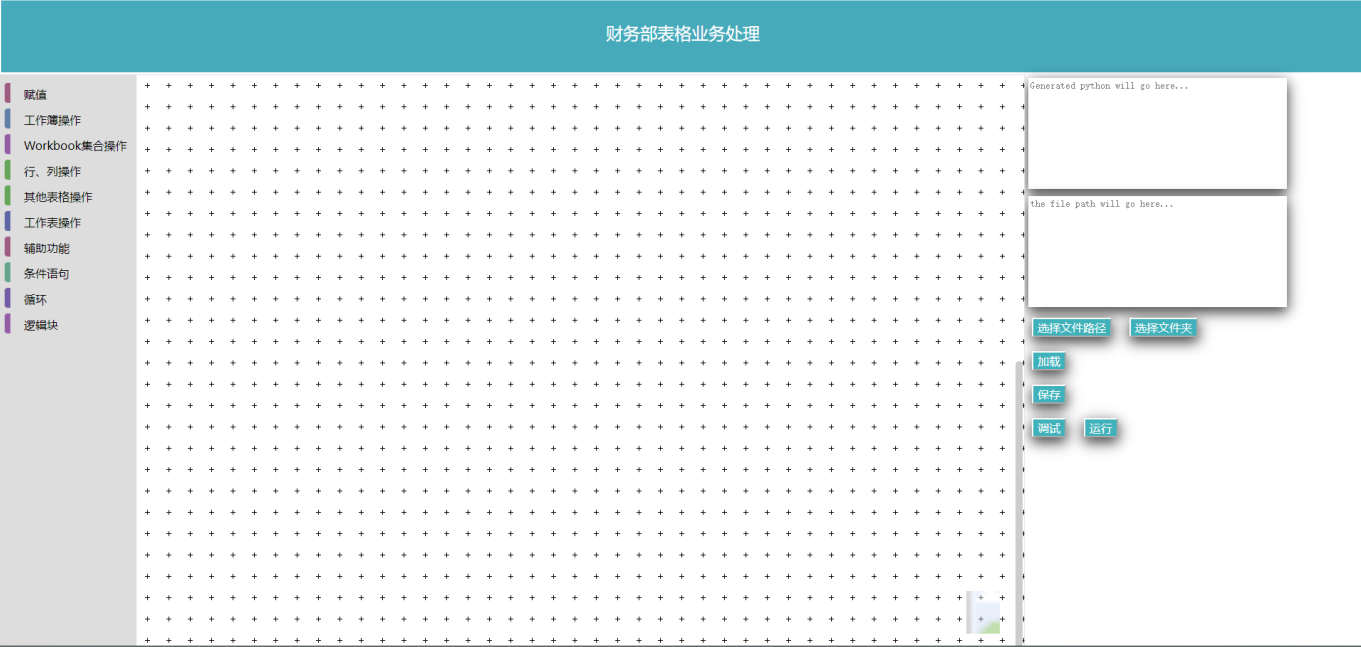 财务部表格业务处理
赋值
工作簿操作
Workbook集合操作
行、列操作
其他表格操作
工作表操作
辅助功能
条件语句
循环
逻辑块
Generated python will go here...
the file path will go here...
选择文件路径 选择文件夹
加载
保存
调试 运行